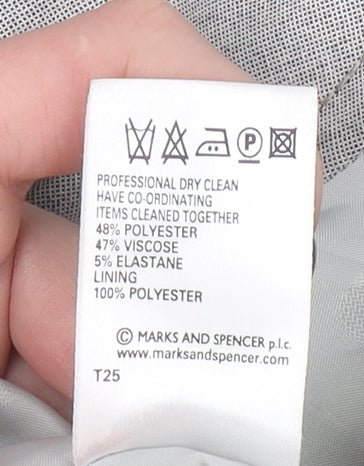 P
PROFESSIONAL DRY CLEAN
HAVE CO-ORDINATING
ITEMS CLEANED TOGETHER
48% POLYESTER
47% VISCOSE
5% ELASTANE
LINING
100% POLYESTER
© MARKS AND SPENCER p.l.c.
www.marksandspencer.com
T25